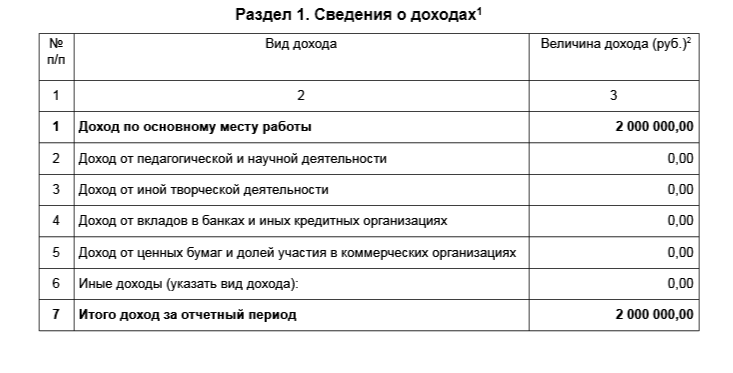 Раздел 1. Сведения о доходах¹
№ п/п Вид дохода Величина дохода (руб.)²
1 2 3
1 Доход по основному месту работы 2 000 000,00
2 Доход от педагогической и научной деятельности 0,00
3 Доход от иной творческой деятельности 0,00
4 Доход от вкладов в банках и иных кредитных организациях 0,00
5 Доход от ценных бумаг и долей участия в коммерческих организациях 0,00
6 Иные доходы (указать вид дохода): 0,00
7 Итого доход за отчетный период 2 000 000,00